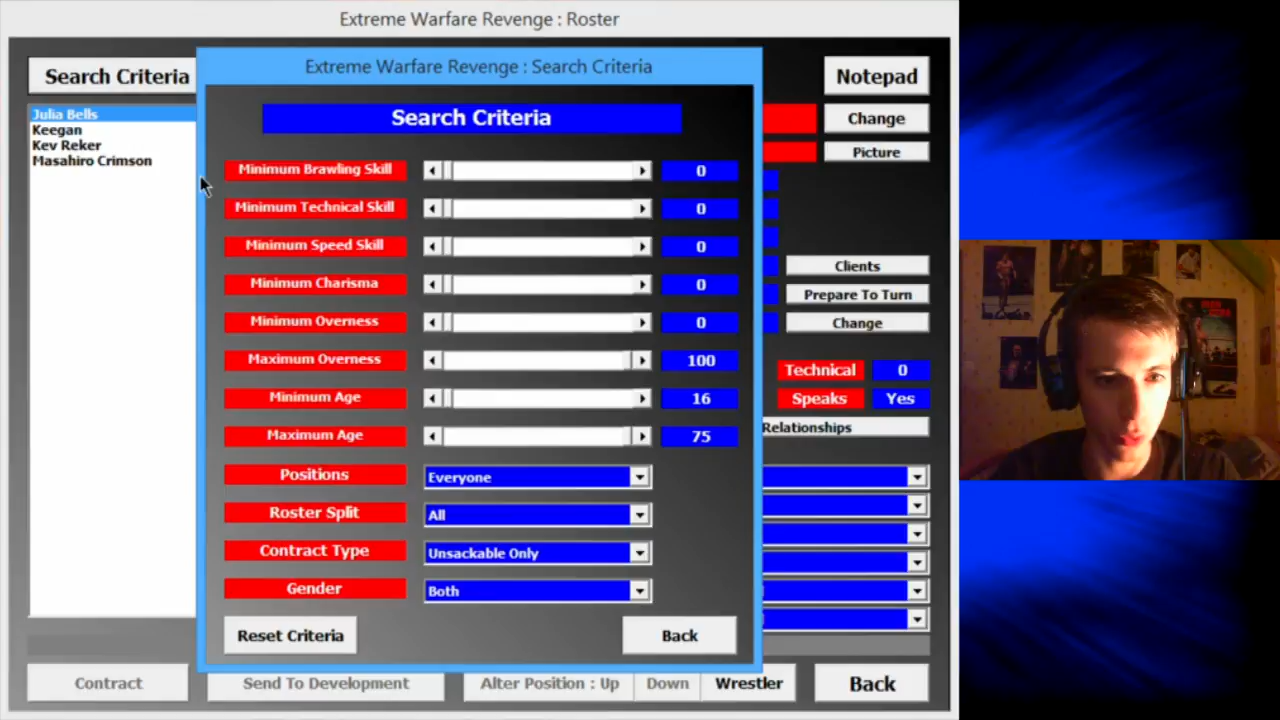 Extreme Warfare Revenge : Roster
Search Criteria
Julia Bells
Keegan
Kev Reker
Masahiro Crimson
Extreme Warfare Revenge : Search Criteria
Search Criteria
Minimum Brawling Skill 0
Minimum Technical Skill 0
Minimum Speed Skill 0
Minimum Charisma 0
Minimum Overness 0
Maximum Overness 100
Minimum Age 16
Maximum Age 75
Positions Everyone
Roster Split All
Contract Type Unsackable Only
Gender Both
Reset Criteria Back
Notepad
Change
Picture
Clients
Prepare To Turn
Change
Technical 0
Speaks Yes
Relationships
Contract Send To Development Alter Position : Up Down Wrestler Back